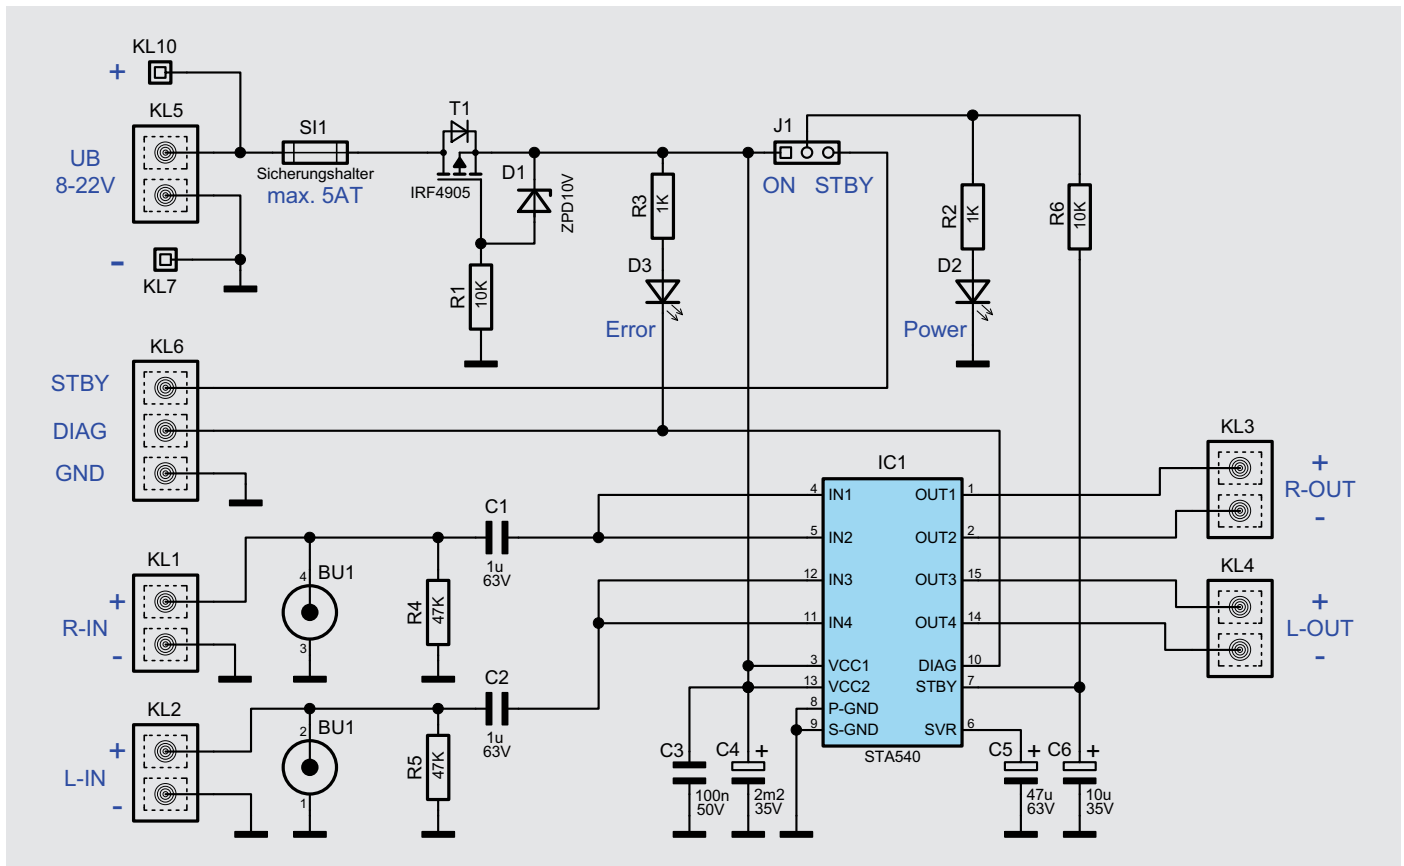 KL10
+
KL5
UB
8-22V
-
KL7
SI1
Sicherungshalter
max. 5AT
T1
IRF4905
D1
ZPD10V
R1
10K
R3
1K
D3
Error
J1
ON STBY
R2
1K
D2
Power
R6
10K
KL6
STBY
DIAG
GND
KL1
+
R-IN
-
4
BU1
3
R4
47K
C1
1u
63V
KL2
+
L-IN
-
2
BU1
1
R5
47K
C2
1u
63V
IC1
4 IN1 OUT1 1
5 IN2 OUT2 2
12 IN3 OUT3 15
11 IN4 OUT4 14
3 VCC1 DIAG 10
13 VCC2 STBY 7
8 P-GND
9 S-GND SVR 6
STA540
C3
100n
50V
C4 +
2m2
35V
C5 +
47u
63V
C6 +
10u
35V
KL3
+
R-OUT
-
KL4
+
L-OUT
-